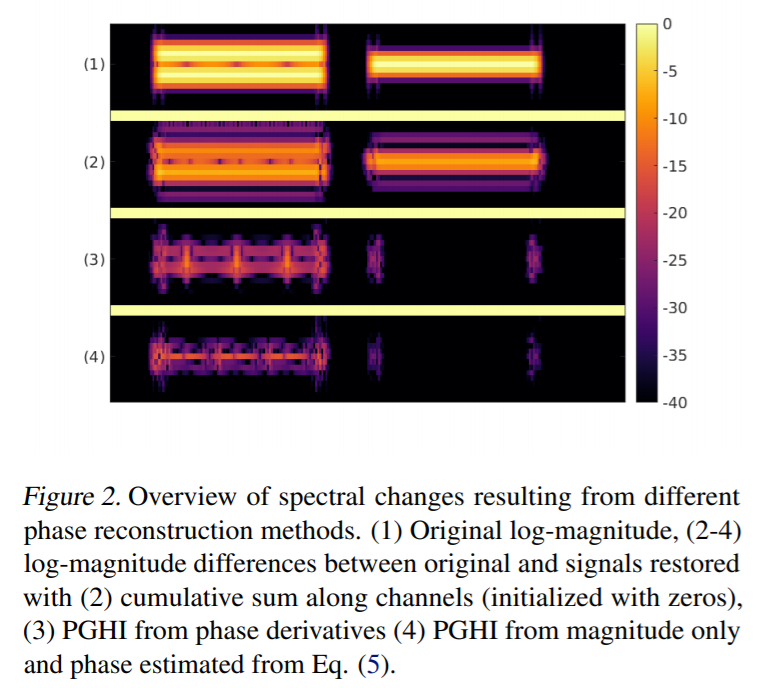 0
(1)
-5
-10
(2)
-15
-20
(3)
-25
-30
(4)
-35
-40
Figure 2. Overview of spectral changes resulting from different
phase reconstruction methods. (1) Original log-magnitude, (2-4)
log-magnitude differences between original and signals restored
with (2) cumulative sum along channels (initialized with zeros),
(3) PGHI from phase derivatives (4) PGHI from magnitude only
and phase estimated from Eq. (5).